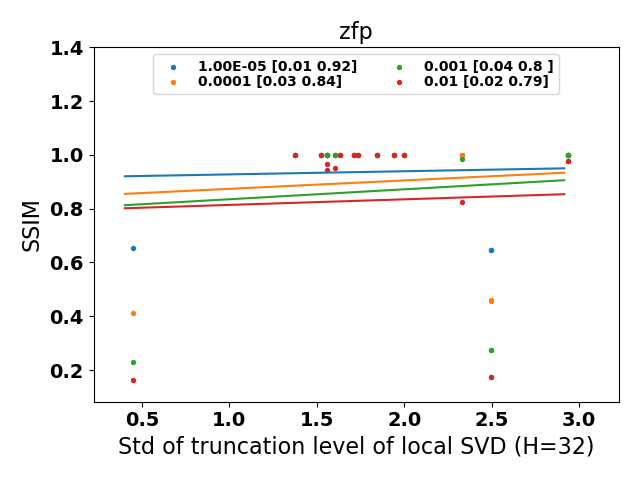 zfp
1.4
1.00E-05 [0.01 0.92]
0.001 [0.04 0.8 ]
0.0001 [0.03 0.84]
0.01 [0.02 0.79]
1.2
1.0
0.8
0.6
0.4
0.2
SSIM
0.5
1.0
1.5
2.0
2.5
3.0
Std of truncation level of local SVD (H=32)